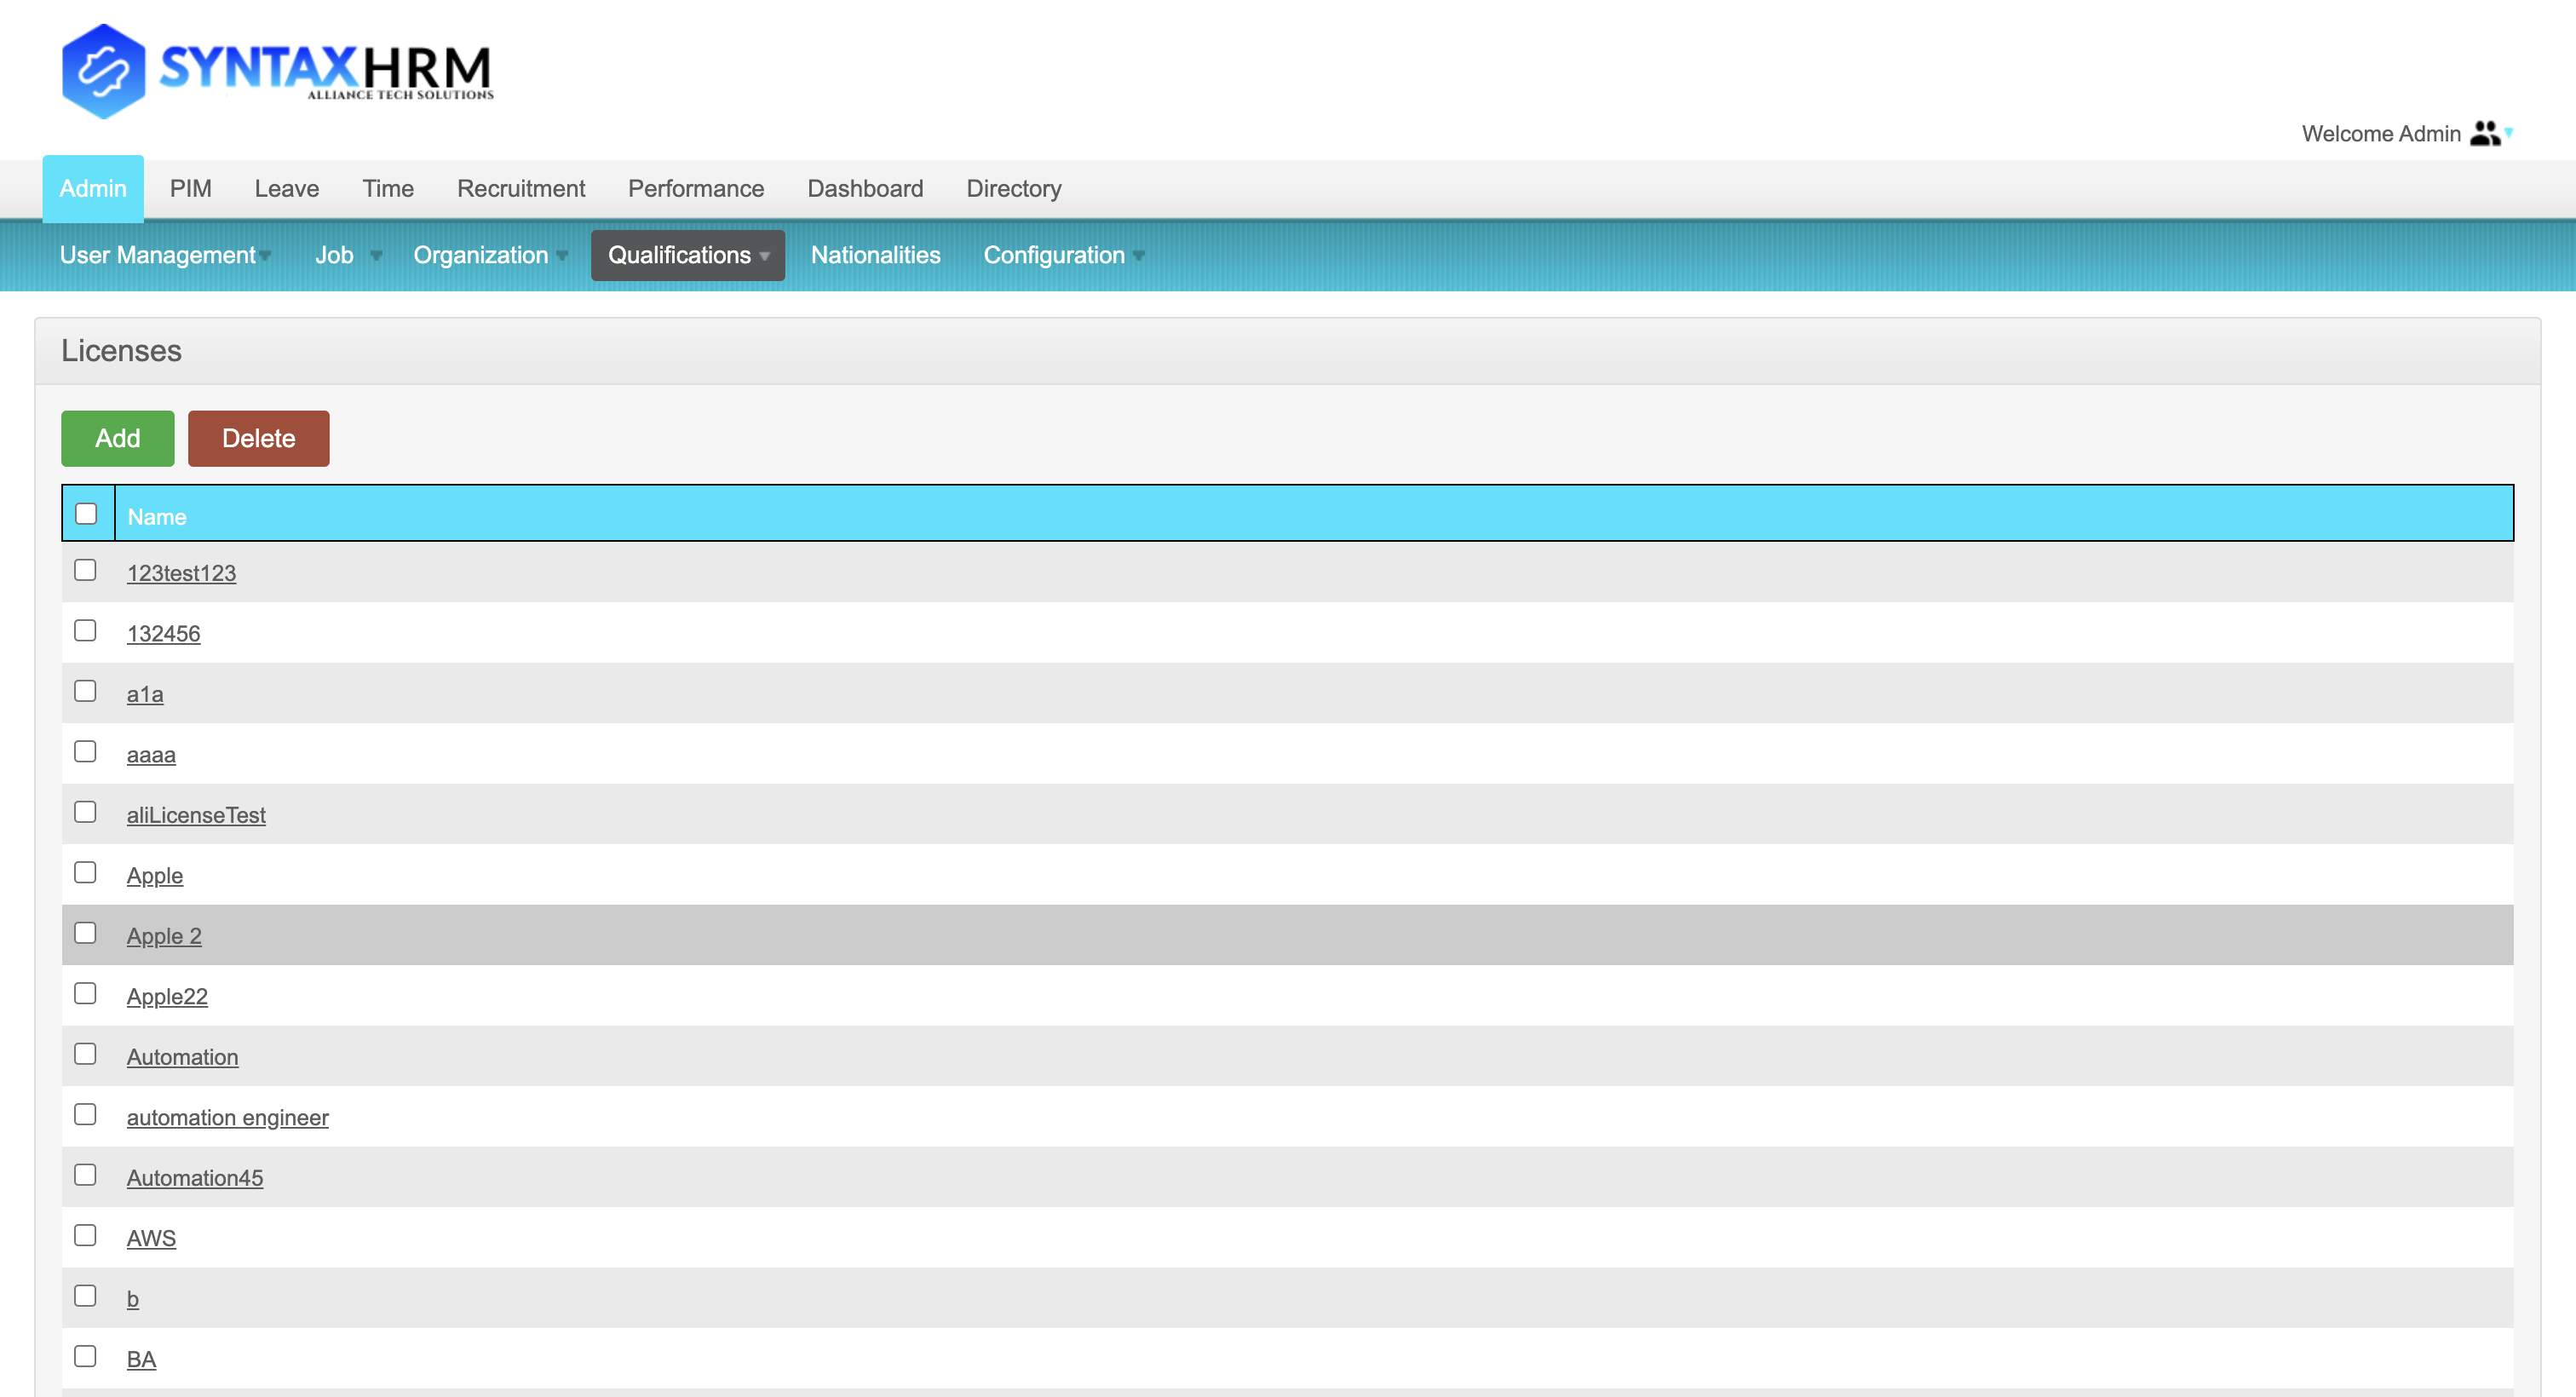 SYNTAXHRM
ALLIANCE TECH SOLUTIONS
Welcome Admin
Admin PIM Leave Time Recruitment Performance Dashboard Directory
User Management Job Organization Qualifications Nationalities Configuration
Licenses
Add Delete
Name
123test123
132456
a1a
aaaa
aliLicenseTest
Apple
Apple 2
Apple22
Automation
automation engineer
Automation45
AWS
b
BA